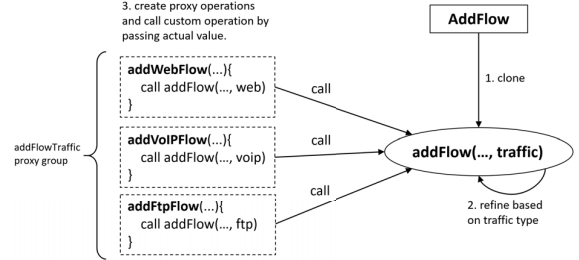 3. create proxy operations
and call custom operation by
passing actual value.
AddFlow
1. clone
addWebFlow(...){
call addFlow(..., web)
}
call
addFlowTraffic
proxy group
addVoIPFlow(...){
call addFlow(..., voip)
}
call
addFlow(..., traffic)
addFtpFlow(...){
call addFlow(..., ftp)
}
call
2. refine based
on traffic type